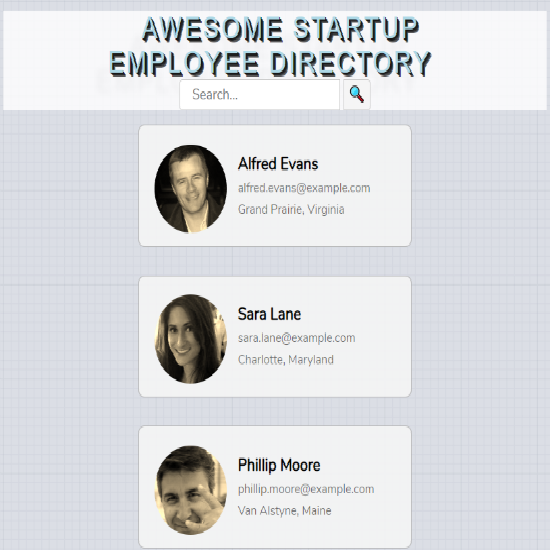 AWESOME STARTUP
EMPLOYEE DIRECTORY
Search...
Alfred Evans
alfred.evans@example.com
Grand Prairie, Virginia
Sara Lane
sara.lane@example.com
Charlotte, Maryland
Phillip Moore
phillip.moore@example.com
Van Alstyne, Maine